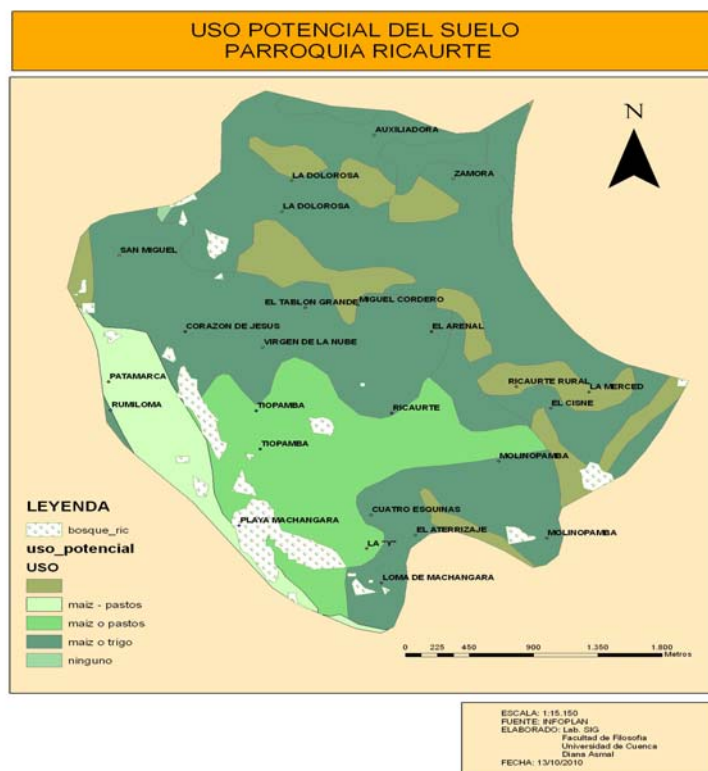 USO POTENCIAL DEL SUELO
PARROQUIA RICAURTE
N
AUXILIADORA
LA DOLOROSA
ZAMORA
LA DOLOROSA
SAN MIGUEL
EL TABLON GRANDE
MIGUEL CORDERO
CORAZON DE JESUS
EL ARENAL
VIRGEN DE LA NUBE
PATAMARCA
RICAURTE RURAL
LA MERCED
RUMILOMA
TIOPAMBA
RICAURTE
EL CISNE
TIOPAMBA
MOLINOPAMBA
CUATRO ESQUINAS
PLAYA MACHANGARA
EL ATERRIZAJE
MOLINOPAMBA
LA "Y"
LOMA DE MACHANGARA
LEYENDA
bosque_ric
uso_potencial
USO
maiz - pastos
maiz o pastos
maiz o trigo
ninguno
0 225 450 900 1.350 1.800
Metros
ESCALA: 1:15.150
FUENTE: INFOPLAN
ELABORADO: Lab. SIG
Facultad de Filosofia
Universidad de Cuenca
Diana Asmal
FECHA: 13/10/2010